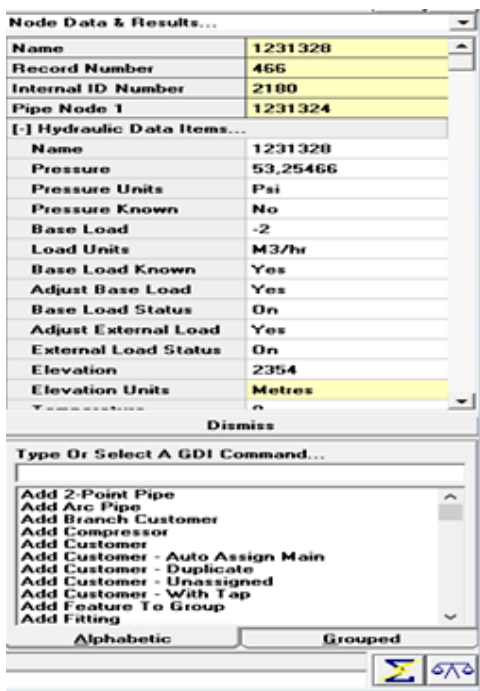 Node Data & Results...
Name 1231328
Record Number 466
Internal ID Number 2180
Pipe Node 1 1231324
[-] Hydraulic Data Items...
Name 1231328
Pressure 53,25466
Pressure Units Psi
Pressure Known No
Base Load -2
Load Units M3/hr
Base Load Known Yes
Adjust Base Load Yes
Base Load Status On
Adjust External Load Yes
External Load Status On
Elevation 2354
Elevation Units Metres
Dismiss
Type Or Select A GDI Command...
Add 2-Point Pipe
Add Arc Pipe
Add Branch Customer
Add Compressor
Add Customer
Add Customer - Auto Assign Main
Add Customer - Duplicate
Add Customer - Unassigned
Add Customer - With Tap
Add Feature To Group
Add Fitting
Alphabetic Grouped